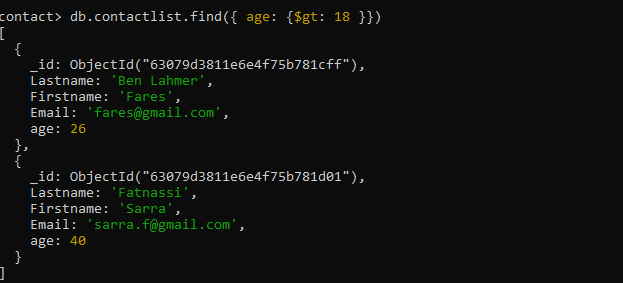 contact> db.contactlist.find({ age: {$gt: 18 }})
[
  {
    _id: ObjectId("63079d3811e6e4f75b781cff"),
    Lastname: 'Ben Lahmer',
    Firstname: 'Fares',
    Email: 'fares@gmail.com',
    age: 26
  },
  {
    _id: ObjectId("63079d3811e6e4f75b781d01"),
    Lastname: 'Fatnassi',
    Firstname: 'Sarra',
    Email: 'sarra.f@gmail.com',
    age: 40
  }
]